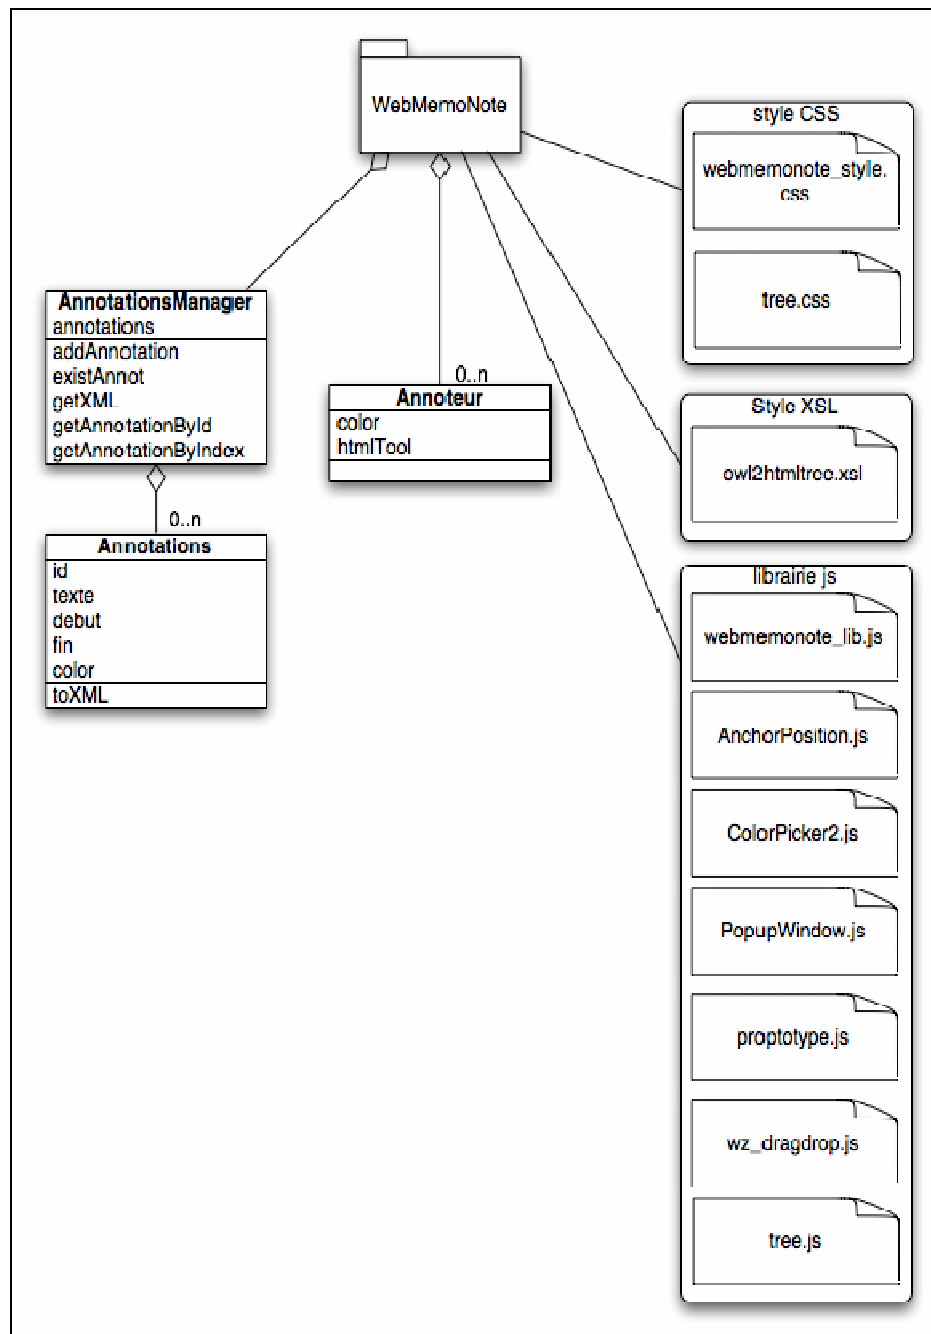 WebMemoNote
style CSS
webmemonote_style.
css
tree.css
AnnotationsManager
annotations
addAnnotation
existAnnot
getXML
getAnnotationById
getAnnotationByIndex
0..n
Annotations
id
texte
debut
fin
color
toXML
0..n
Annoteur
color
htmlTool
Style XSL
owl2htmltree.xsl
librairie js
webmemonote_lib.js
AnchorPosition.js
ColorPicker2.js
PopupWindow.js
proptotype.js
wz_dragdrop.js
tree.js